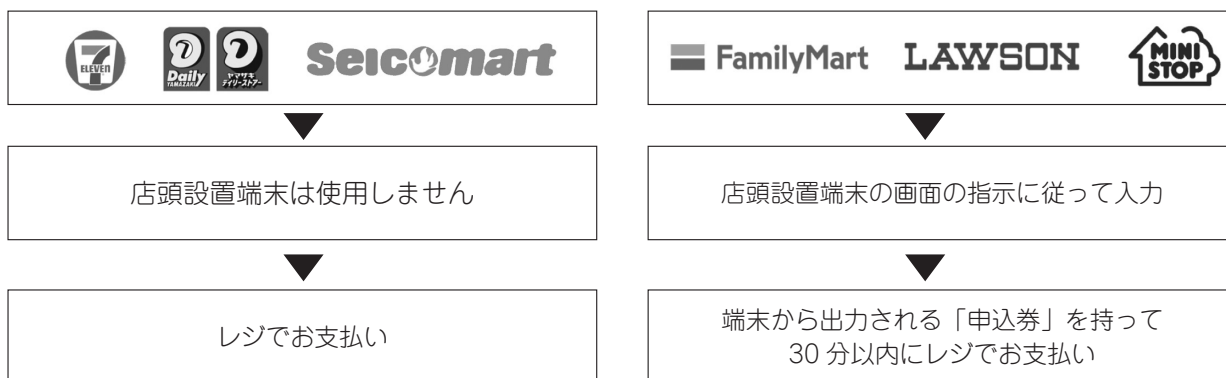 7
ELEVEN
Daily
YAMAZAKI
ヤマザキ
デイリーストアー
Seicomart
店頭設置端末は使用しません
レジでお支払い
FamilyMart
LAWSON
MINI
STOP
店頭設置端末の画面の指示に従って入力
端末から出力される「申込券」を持って
30 分以内にレジでお支払い